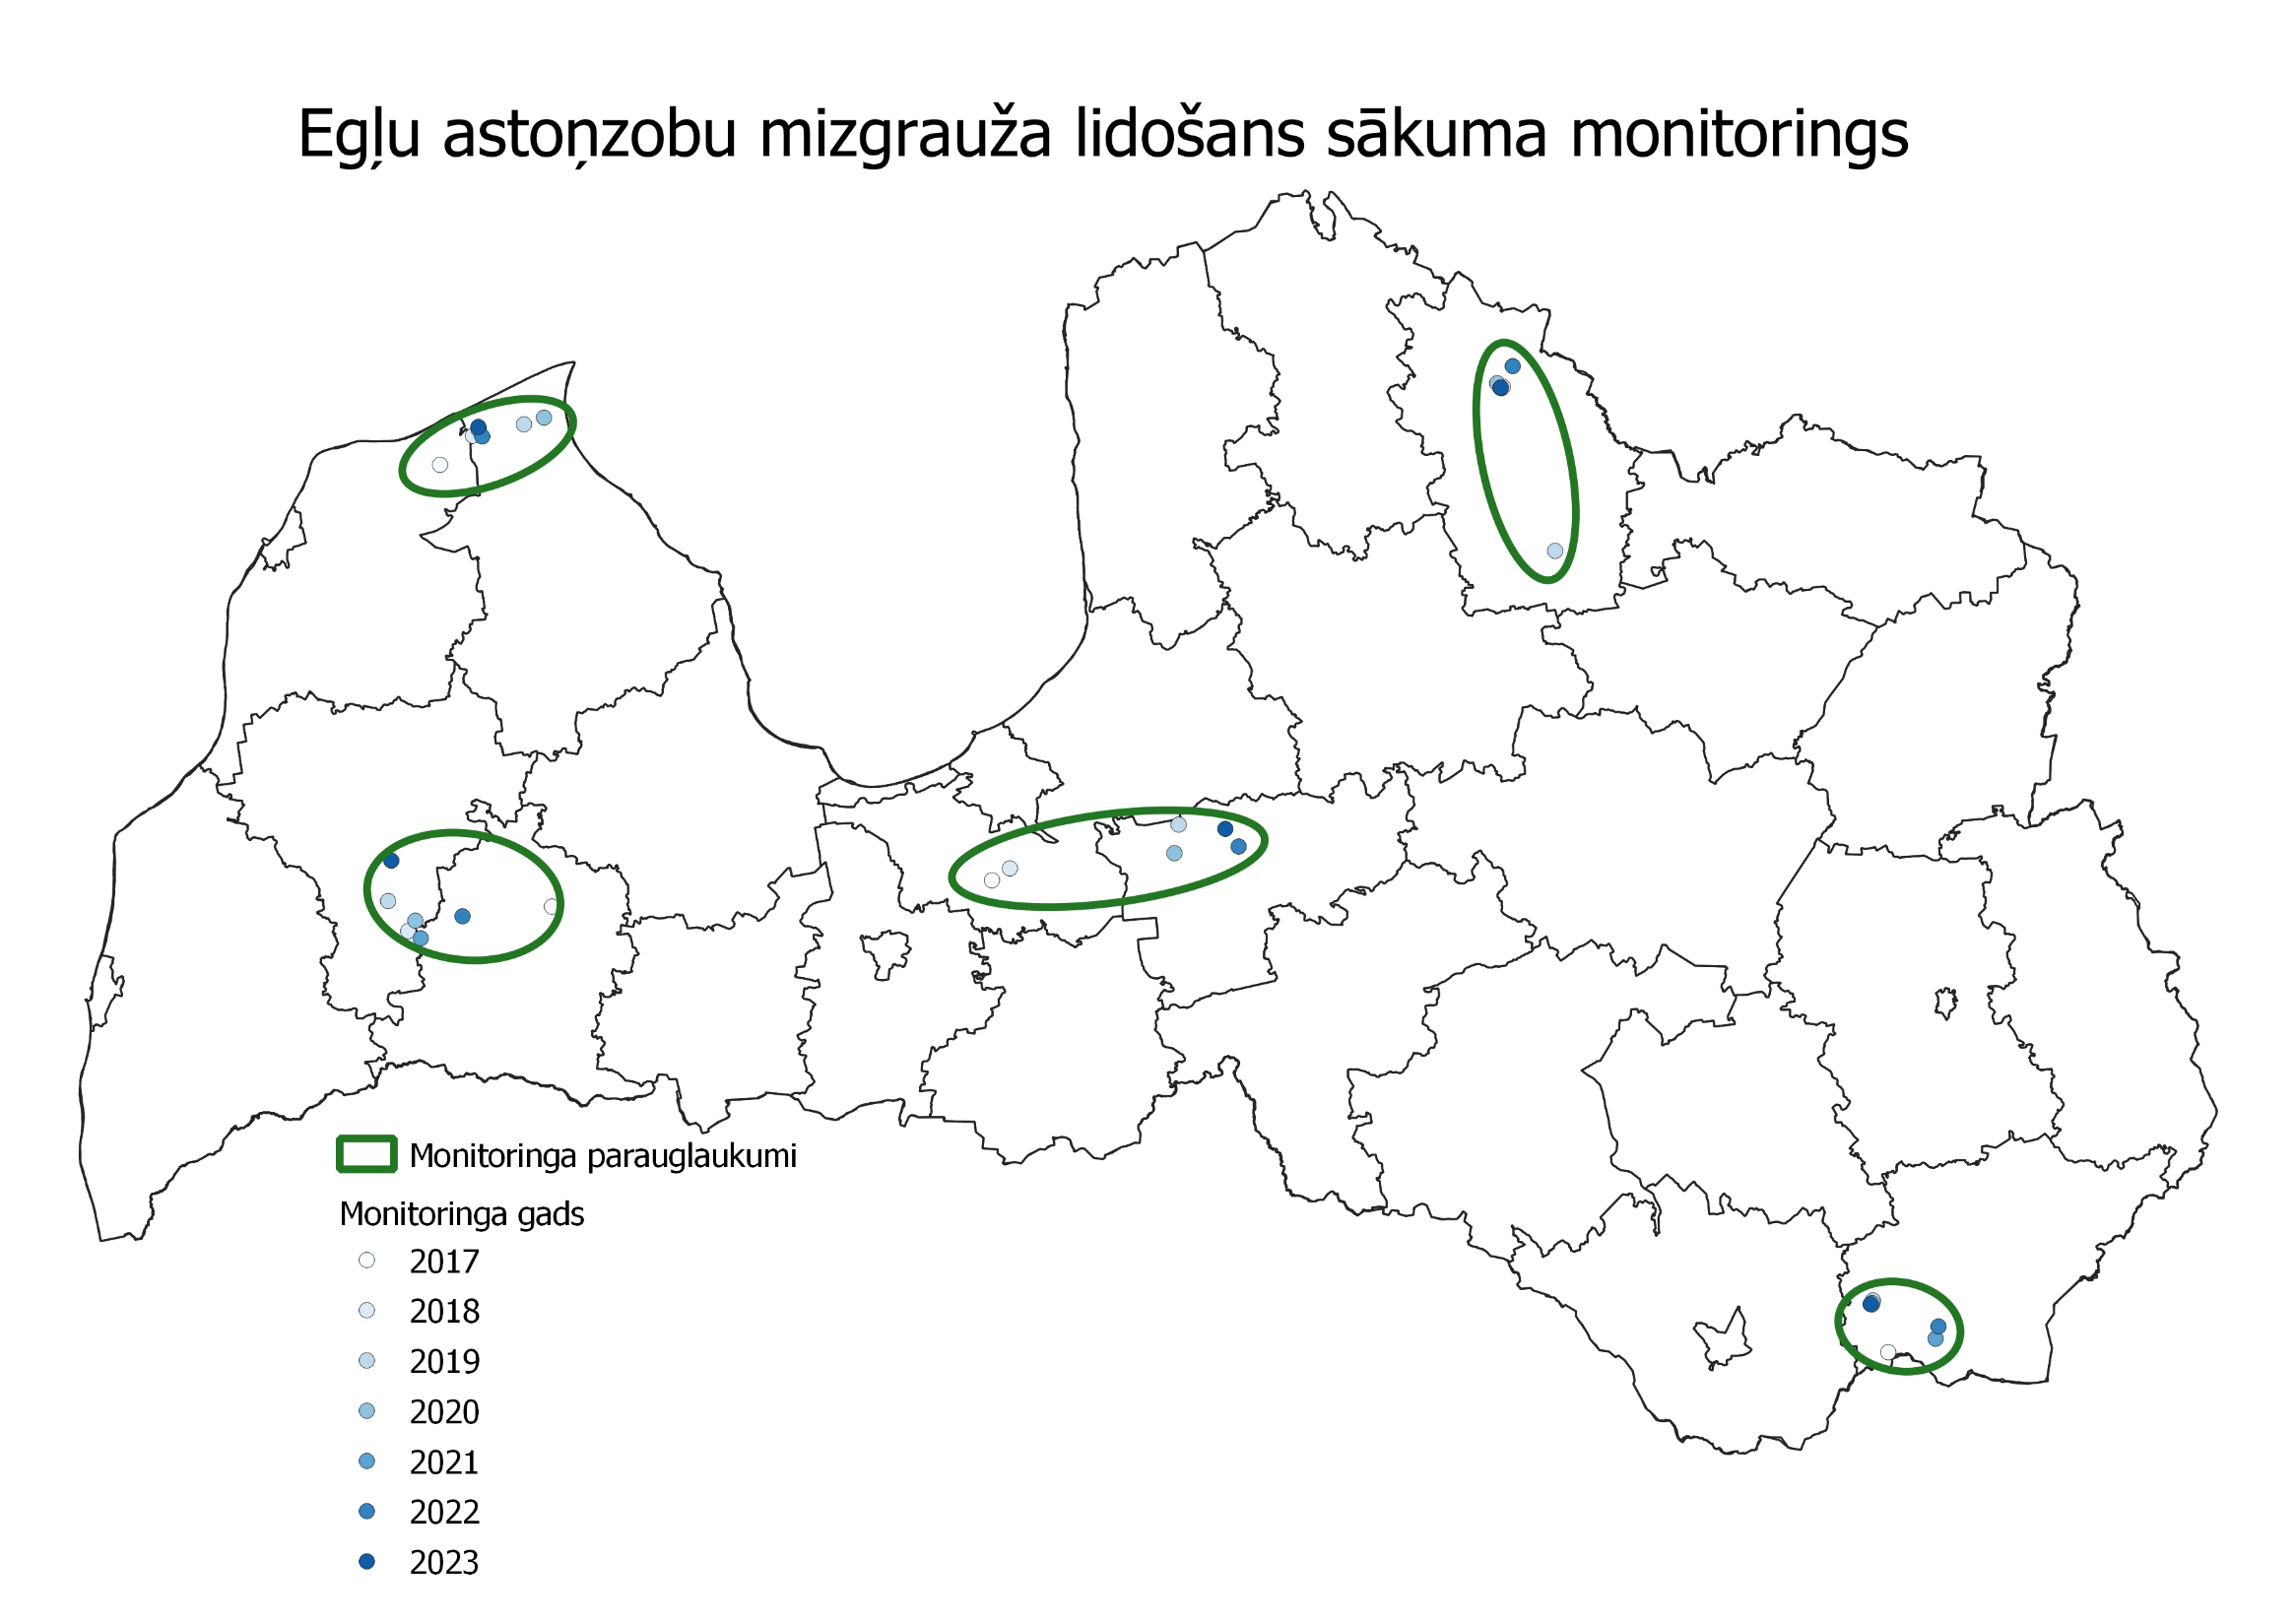 Egļu astoņzobu mizgrauža lidošans sākuma monitorings
Monitoringa parauglaukumi
Monitoringa gads
2017
2018
2019
2020
2021
2022
2023